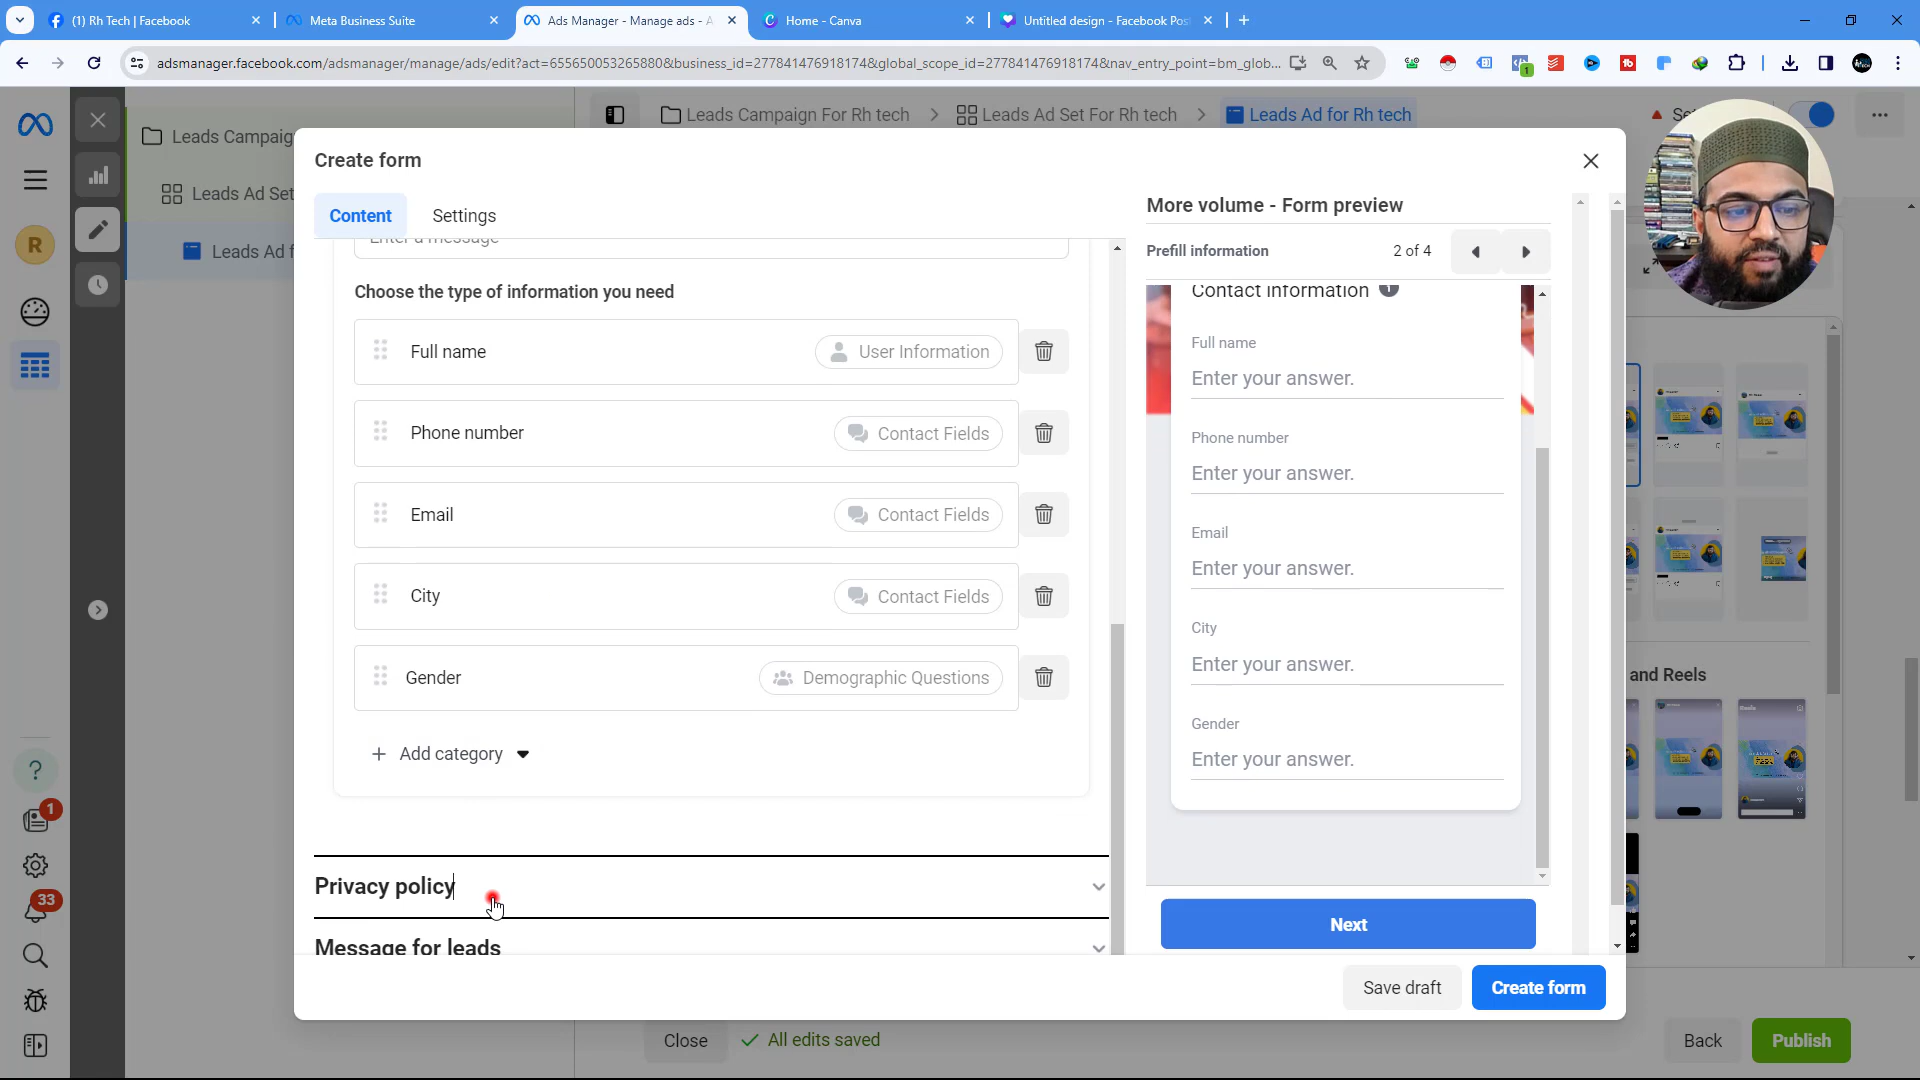 (1) Rh Tech | Facebook
Meta Business Suite
Ads Manager - Manage ads - A
Home - Canva
Untitled design - Facebook Pos
adsmanager.facebook.com/adsmanager/manage/ads/edit?act=655650053265880&business_id=277841476918174&global_scope_id=277841476918174&nav_entry_point=bm_glob...
Leads Campaign
Leads Ad Set
Leads Ad f
R
1
33
Leads Campaign For Rh tech
Leads Ad Set For Rh tech
Leads Ad for Rh tech
Create form
Content
Settings
Enter a message
Choose the type of information you need
Full name
User Information
Phone number
Contact Fields
Email
Contact Fields
City
Contact Fields
Gender
Demographic Questions
Add category
Privacy policy
Message for leads
More volume - Form preview
Prefill information
2 of 4
Contact information
Full name
Enter your answer.
Phone number
Enter your answer.
Email
Enter your answer.
City
Enter your answer.
Gender
Enter your answer.
Next
Save draft
Create form
and Reels
Close
All edits saved
Back
Publish